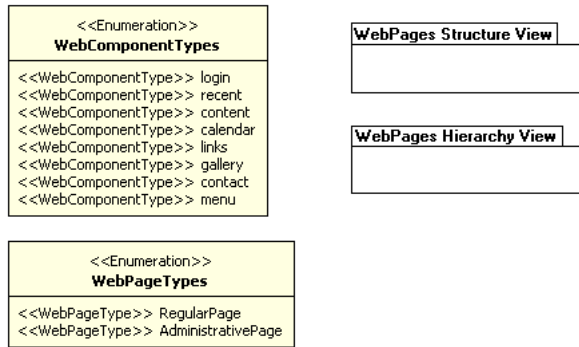 <<Enumeration>>
WebComponentTypes
<<WebComponentType>> login
<<WebComponentType>> recent
<<WebComponentType>> content
<<WebComponentType>> calendar
<<WebComponentType>> links
<<WebComponentType>> gallery
<<WebComponentType>> contact
<<WebComponentType>> menu
WebPages Structure View
WebPages Hierarchy View
<<Enumeration>>
WebPageTypes
<<WebPageType>> RegularPage
<<WebPageType>> AdministrativePage